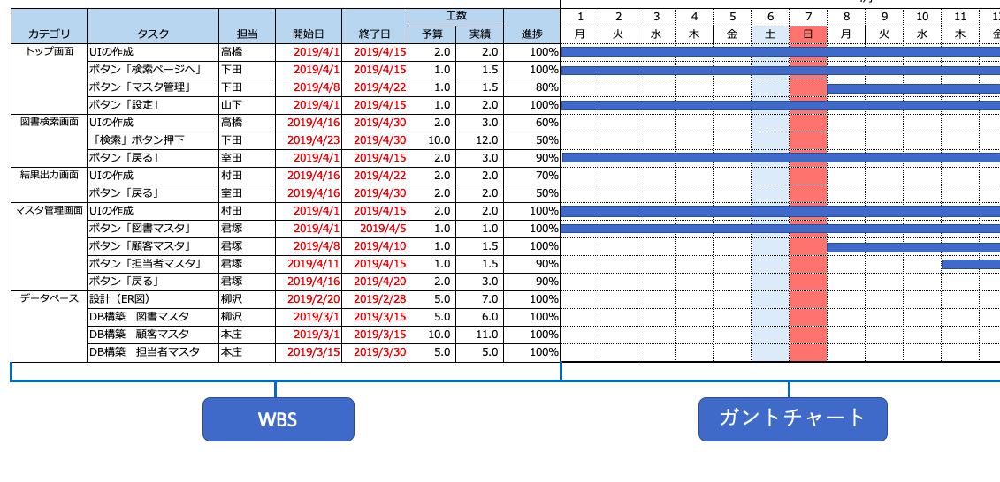 工数
1 2 3 4 5 6 7 8 9 10 11
カテゴリ タスク 担当 開始日 終了日 予算 実績 進捗 月 火 水 木 金 土 日 月 火 水 木
トップ画面 UIの作成 高橋 2019/4/1 2019/4/15 2.0 2.0 100%
ボタン「検索ページへ」 下田 2019/4/1 2019/4/15 1.0 1.5 100%
ボタン「マスタ管理」 下田 2019/4/8 2019/4/22 1.0 1.5 80%
ボタン「設定」 山下 2019/4/1 2019/4/15 1.0 2.0 100%
図書検索画面 UIの作成 高橋 2019/4/16 2019/4/30 2.0 3.0 60%
「検索」ボタン押下 下田 2019/4/23 2019/4/30 10.0 12.0 50%
ボタン「戻る」 室田 2019/4/1 2019/4/15 2.0 3.0 90%
結果出力画面 UIの作成 村田 2019/4/16 2019/4/22 2.0 2.0 70%
ボタン「戻る」 室田 2019/4/16 2019/4/30 2.0 2.0 50%
マスタ管理画面 UIの作成 村田 2019/4/1 2019/4/15 2.0 2.0 100%
ボタン「図書マスタ」 君塚 2019/4/1 2019/4/5 1.0 1.0 100%
ボタン「顧客マスタ」 君塚 2019/4/8 2019/4/10 1.0 1.5 100%
ボタン「担当者マスタ」 君塚 2019/4/11 2019/4/15 1.0 1.5 90%
ボタン「戻る」 君塚 2019/4/16 2019/4/20 2.0 3.0 90%
データベース 設計（ER図） 柳沢 2019/2/20 2019/2/28 5.0 7.0 100%
DB構築　図書マスタ 柳沢 2019/3/1 2019/3/15 5.0 6.0 100%
DB構築　顧客マスタ 本庄 2019/3/1 2019/3/15 10.0 11.0 100%
DB構築　担当者マスタ 本庄 2019/3/15 2019/3/30 5.0 5.0 100%
WBS ガントチャート